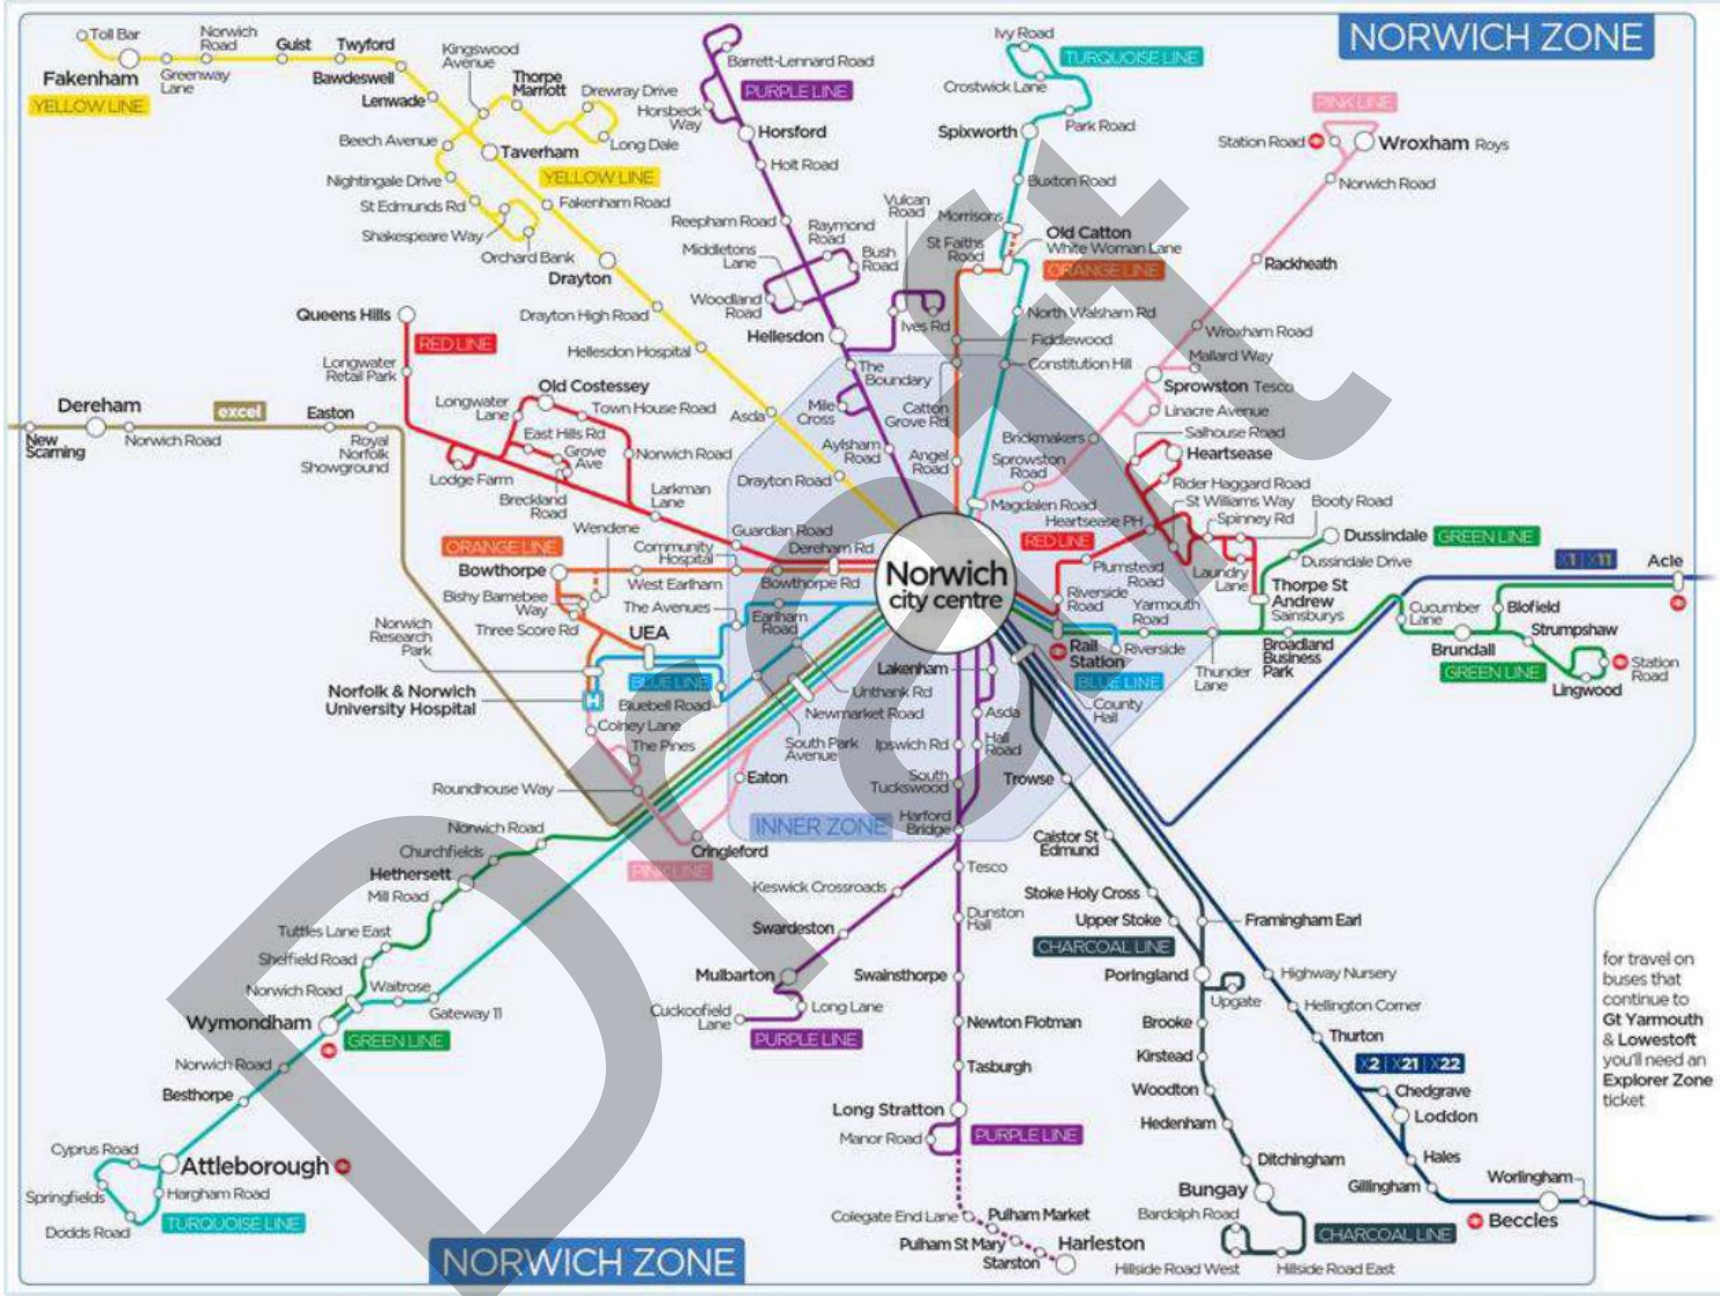 NORWICH ZONE
Toll Bar
Fakenham
YELLOW LINE
Greenway
Lane
Norwich
Road
Guist
Twyford
Bawdeswell
Lenwade
Kingswood
Avenue
Thorpe
Marriott
Drewray Drive
Long Dale
Beech Avenue
Taverham
YELLOW LINE
Nightingale Drive
St Edmunds Rd
Shakespeare Way
Orchard Bank
Fakenham Road
Drayton
Drayton High Road
Hellesdon Hospital
Asda
Drayton Road
Barrett-Lennard Road
PURPLE LINE
Horsbeck
Way
Horsford
Holt Road
Reepham Road
Raymond
Road
Middletons
Lane
Bush
Road
Woodland
Road
Hellesdon
Vulcan
Road
Ives Rd
The
Boundary
Mile
Cross
Aylsham
Road
Ivy Road
TURQUOISE LINE
Crostwick Lane
Park Road
Spixworth
Buxton Road
Morrisons
Old Catton
White Woman Lane
St Faiths
Road
ORANGE LINE
North Walsham Rd
Fiddlewood
Constitution Hill
Catton
Grove Rd
Angel
Road
Magdalen Road
PINK LINE
Station Road
Wroxham Roys
Norwich Road
Rackheath
Wroxham Road
Mallard Way
Sprowston Tesco
Linacre Avenue
Brickmakers
Sprowston
Road
Salhouse Road
Heartsease
Rider Haggard Road
St Williams Way
Booty Road
Spinney Rd
Heartsease PH
RED LINE
Plumstead
Road
Laundry
Lane
Riverside
Road
Dussindale
GREEN LINE
Dussindale Drive
Thorpe St
Andrew
Sainsburys
X1 X11
Acle
Yarmouth
Road
Rail
Station
Riverside
BLUE LINE
Thunder
Lane
Broadland
Business
Park
Cucumber
Lane
Blofield
Brundall
Strumpshaw
GREEN LINE
Lingwood
Station
Road
Queens Hills
RED LINE
Longwater
Retail Park
Old Costessey
Longwater
Lane
Town House Road
East Hills Rd
Grove
Ave
Norwich Road
Lodge Farm
Breckland
Road
Larkman
Lane
Guardian Road
Dereham Rd
Dereham
excel
Easton
New
Scarning
Norwich Road
Royal
Norfolk
Showground
Wendene
ORANGE LINE
Bowthorpe
Community
Hospital
West Earlham
Bowthorpe Rd
Bishy Barnebee
Way
Three Score Rd
The Avenues
Earlham
Road
UEA
Norwich
Research
Park
Norfolk & Norwich
University Hospital
H
BLUE LINE
Bluebell Road
Colney Lane
The Pines
Unthank Rd
Newmarket Road
South Park
Avenue
Eaton
Roundhouse Way
Cringleford
PINK LINE
Norwich
city centre
INNER ZONE
Lakenham
Asda
Ipswich Rd
Hall
Road
South
Tuckswood
Harford
Bridge
County
Hall
Trowse
Norwich Road
Churchfields
Hethersett
Mill Road
Tuttles Lane East
Sheffield Road
Norwich Road
Waitrose
Gateway 11
Wymondham
GREEN LINE
Norwich Road
Besthorpe
Cyprus Road
Attleborough
Springfields
Hargham Road
Dodds Road
TURQUOISE LINE
Keswick Crossroads
Swardeston
Mulbarton
Cuckoofield
Lane
Long Lane
PURPLE LINE
Tesco
Dunston
Hall
Swainsthorpe
Newton Flotman
Tasburgh
Long Stratton
Manor Road
PURPLE LINE
Colegate End Lane
Pulham Market
Pulham St Mary
Starston
Harleston
Caistor St
Edmund
Stoke Holy Cross
Upper Stoke
Framingham Earl
CHARCOAL LINE
Poringland
Upgate
Brooke
Kirstead
Woodton
Hedenham
Ditchingham
Bungay
Bardolph Road
CHARCOAL LINE
Hillside Road West
Hillside Road East
Highway Nursery
Hellington Corner
Thurton
X2 X21 X22
Chedgrave
Loddon
Hales
Gillingham
Worlingham
Beccles
for travel on
buses that
continue to
Gt Yarmouth
& Lowestoft
you'll need an
Explorer Zone
ticket
NORWICH ZONE
Draft